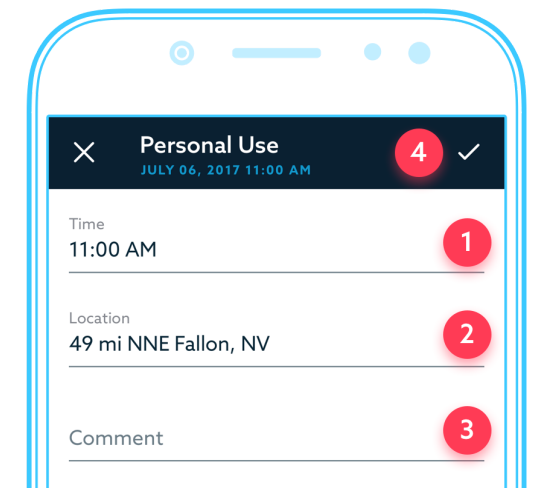 Personal Use
JULY 06, 2017 11:00 AM
4
Time
11:00 AM
1
Location
49 mi NNE Fallon, NV
2
Comment
3